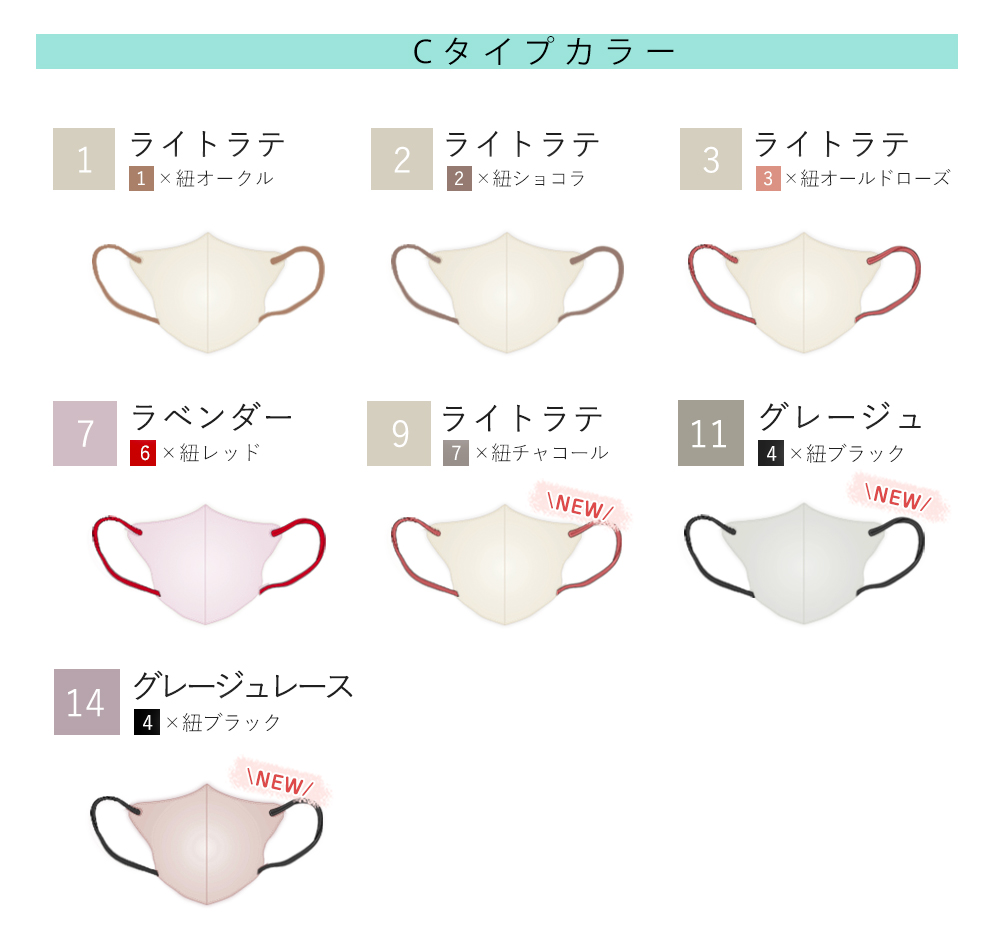 Cタイプカラー
1 ライトラテ
1 ×紐オークル
2 ライトラテ
2 ×紐ショコラ
3 ライトラテ
3 ×紐オールドローズ
7 ラベンダー
6 ×紐レッド
9 ライトラテ
7 ×紐チャコール
11 グレージュ
4 ×紐ブラック
\NEW/
\NEW/
14 グレージュレース
4 ×紐ブラック
\NEW/